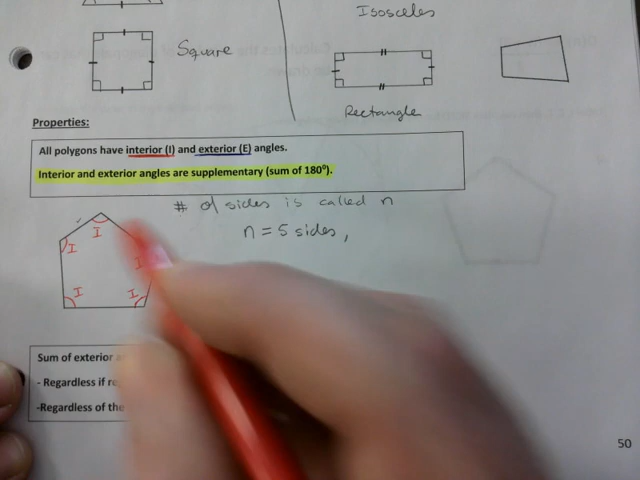 Isosceles
Square
Rectangle
Properties:
All polygons have interior (I) and exterior (E) angles.
Interior and exterior angles are supplementary (sum of 180⁰).
# of sides is called n
n = 5 sides,
I
I
I
I
I
Sum of exterior
- Regardless if
-Regardless of the
50